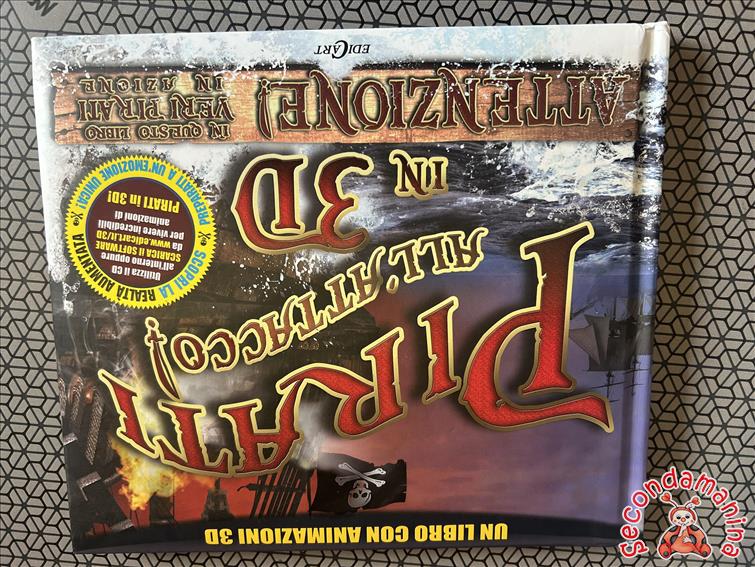 UN LIBRO CON ANIMAZIONI 3D
PIRATI
ALL'ATTACCO!
IN 3D
SCOPRI LA REALTÀ AUMENTATA
Utilizza il CD
all'interno oppure
SCARICA IL SOFTWARE
da www.edicart.it/3D
per vivere incredibili
animazioni di
PIRATI in 3D!
PREPARATI A UN'EMOZIONE UNICA!
ATTENZIONE!
IN QUESTO LIBRO
VERI PIRATI
IN AZIONE
EDICART
secondamanina